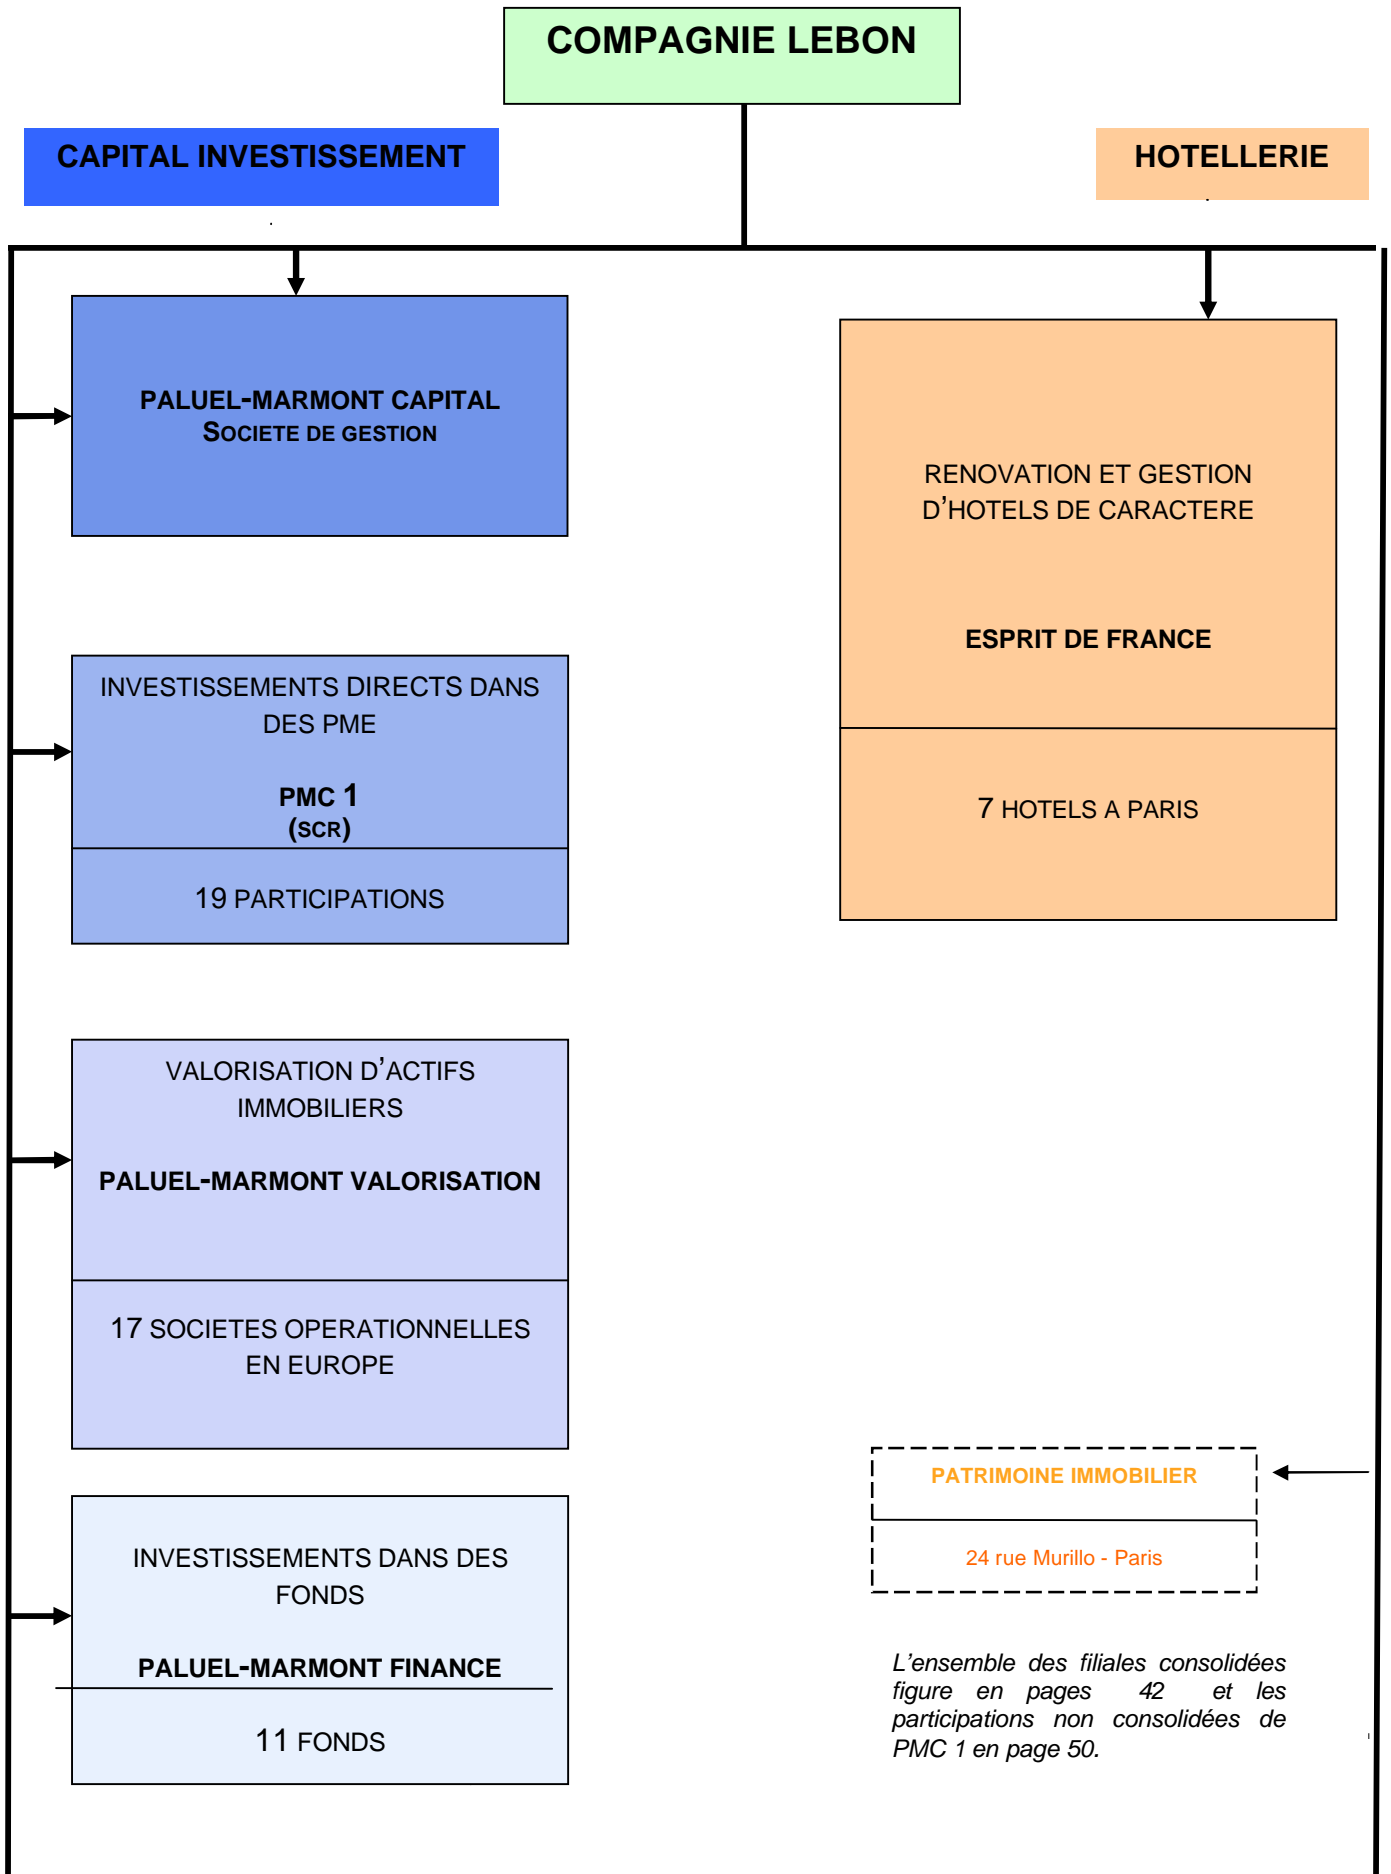 COMPAGNIE LEBON
CAPITAL INVESTISSEMENT
HOTELLERIE
PALUEL-MARMONT CAPITAL
SOCIETE DE GESTION
RENOVATION ET GESTION
D'HOTELS DE CARACTERE
ESPRIT DE FRANCE
7 HOTELS A PARIS
INVESTISSEMENTS DIRECTS DANS
DES PME
PMC 1
(SCR)
19 PARTICIPATIONS
VALORISATION D'ACTIFS
IMMOBILIERS
PALUEL-MARMONT VALORISATION
17 SOCIETES OPERATIONNELLES
EN EUROPE
PATRIMOINE IMMOBILIER
24 rue Murillo - Paris
INVESTISSEMENTS DANS DES
FONDS
PALUEL-MARMONT FINANCE
11 FONDS
L'ensemble des filiales consolidées
figure en pages 42 et les
participations non consolidées de
PMC 1 en page 50.